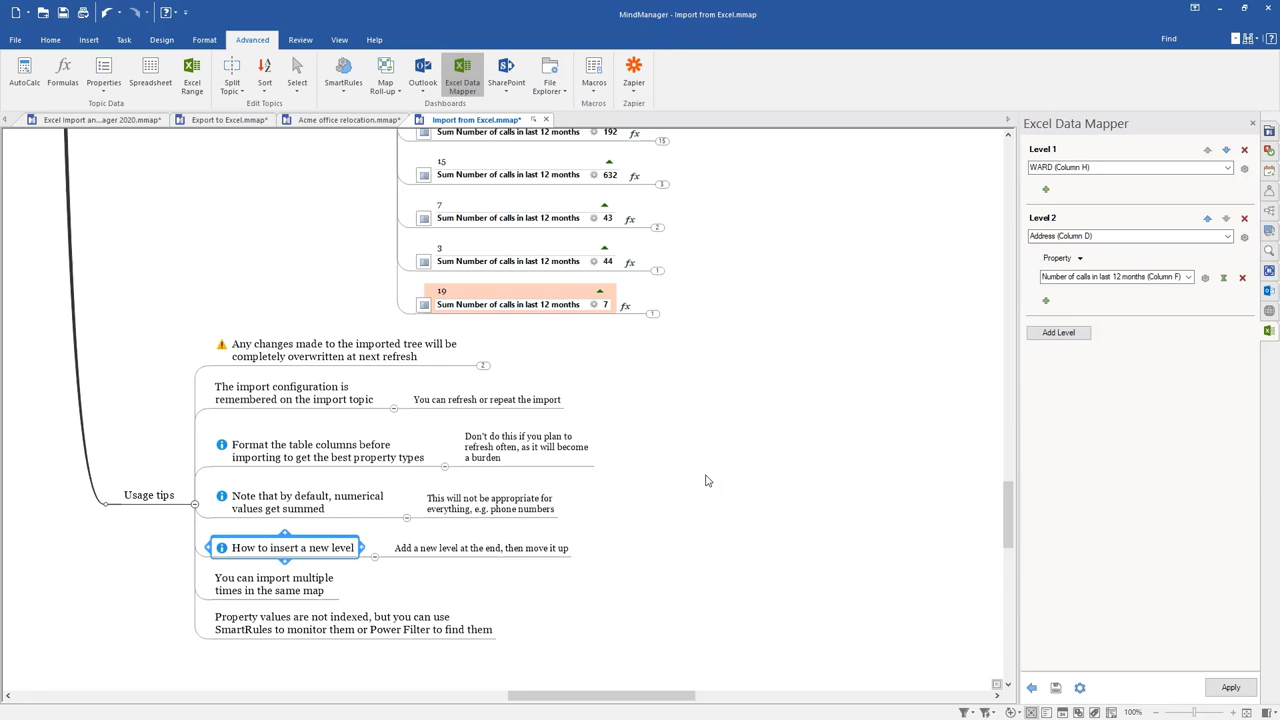 MindManager - Import from Excel.mmap
File
Home
Insert
Task
Design
Format
Advanced
Review
View
Help
Find
AutoCalc
Formulas
Properties
Spreadsheet
Excel
Range
Split
Topic
Sort
Select
SmartRules
Map
Roll-up
Outlook
Excel Data
Mapper
SharePoint
File
Explorer
Macros
Zapier
Topic Data
Edit Topics
Dashboards
Macros
Zapier
Excel Import an...ager 2020.mmap*
Export to Excel.mmap*
Acme office relocation.mmap*
Import from Excel.mmap*
Sum Number of calls in last 12 months 192 fx
15
15
Sum Number of calls in last 12 months 632 fx
3
7
Sum Number of calls in last 12 months 43 fx
2
3
Sum Number of calls in last 12 months 44 fx
1
19
Sum Number of calls in last 12 months 7 fx
1
Usage tips
Any changes made to the imported tree will be
completely overwritten at next refresh
2
The import configuration is
remembered on the import topic
You can refresh or repeat the import
Format the table columns before
importing to get the best property types
Don't do this if you plan to
refresh often, as it will become
a burden
Note that by default, numerical
values get summed
This will not be appropriate for
everything, e.g. phone numbers
How to insert a new level
Add a new level at the end, then move it up
You can import multiple
times in the same map
Property values are not indexed, but you can use
SmartRules to monitor them or Power Filter to find them
Excel Data Mapper
Level 1
WARD (Column H)
Level 2
Address (Column D)
Property
Number of calls in last 12 months (Column F)
Add Level
Apply
100%